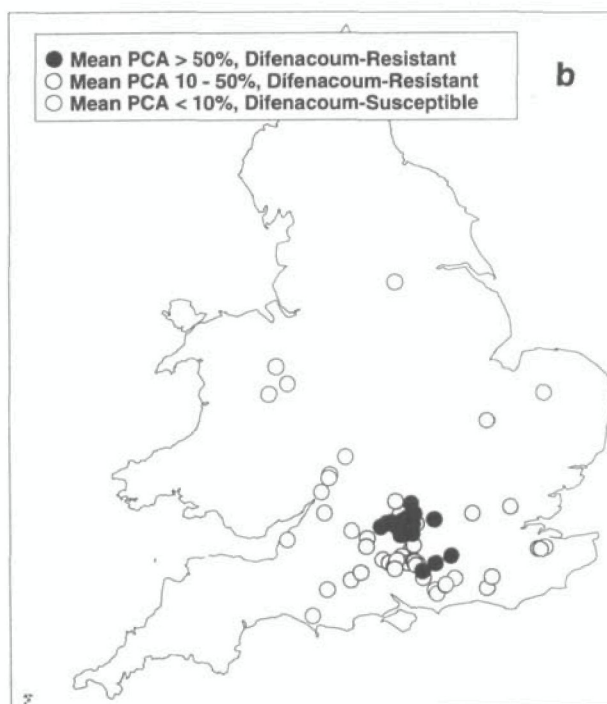 ● Mean PCA > 50%, Difenacoum-Resistant
○ Mean PCA 10 - 50%, Difenacoum-Resistant
○ Mean PCA < 10%, Difenacoum-Susceptible
b